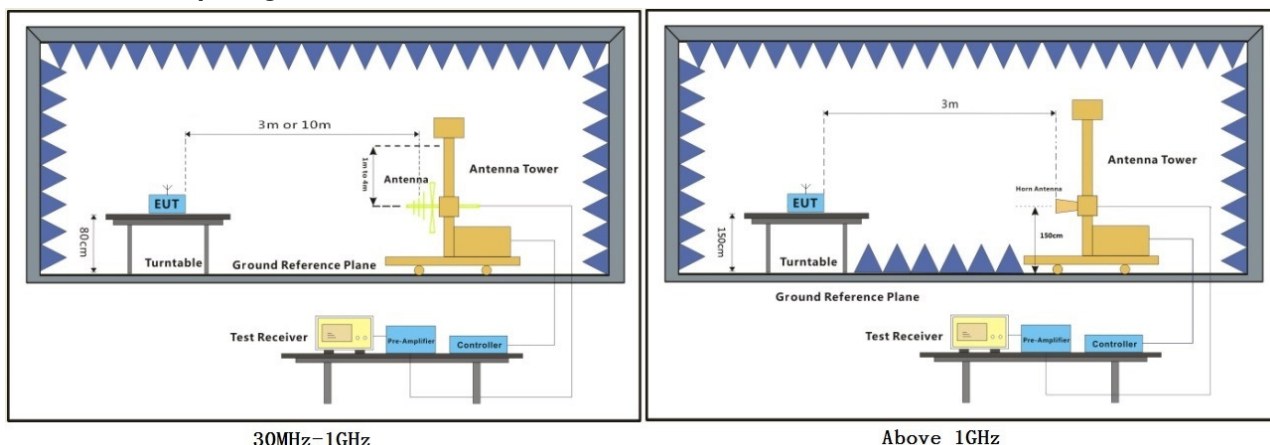 3m or 10m
1m to 4m
Antenna
Antenna Tower
EUT
80cm
Turntable
Ground Reference Plane
Test Receiver
Pre-Amplifier
Controller
30MHz-1GHz
3m
Antenna Tower
Horn Antenna
EUT
150cm
150cm
Turntable
Ground Reference Plane
Test Receiver
Pre-Amplifier
Controller
Above 1GHz